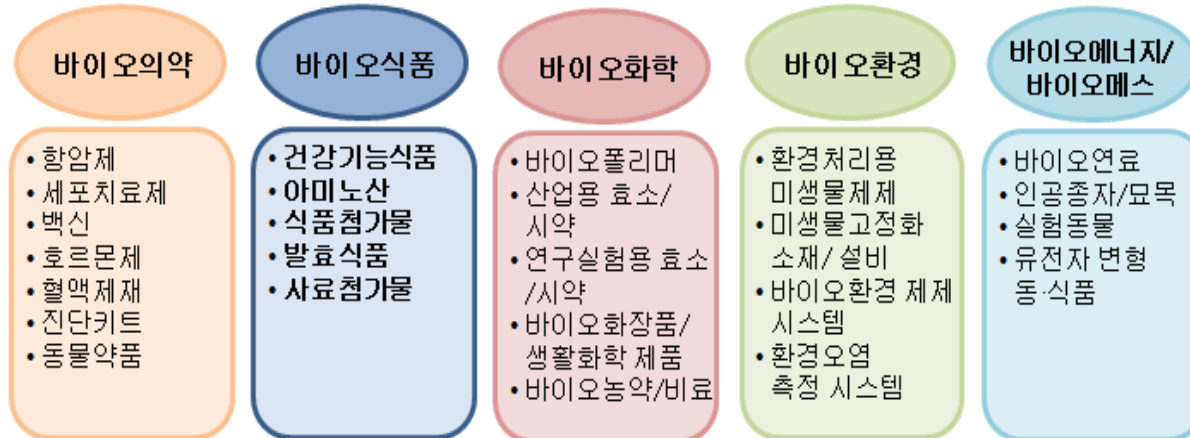 바이오의약
• 항암제
• 세포치료제
• 백신
• 호르몬제
• 혈액제재
• 진단키트
• 동물약품
바이오식품
• 건강기능식품
• 아미노산
• 식품첨가물
• 발효식품
• 사료첨가물
바이오화학
• 바이오폴리머
• 산업용 효소/
시약
• 연구실험용 효소
/시약
• 바이오화장품/
생활화학 제품
• 바이오농약/비료
바이오환경
• 환경처리용
미생물제제
• 미생물고정화
소재/ 설비
• 바이오환경 제제
시스템
• 환경오염
측정 시스템
바이오에너지/
바이오메스
• 바이오연료
• 인공종자/묘목
• 실험동물
• 유전자 변형
동·식품